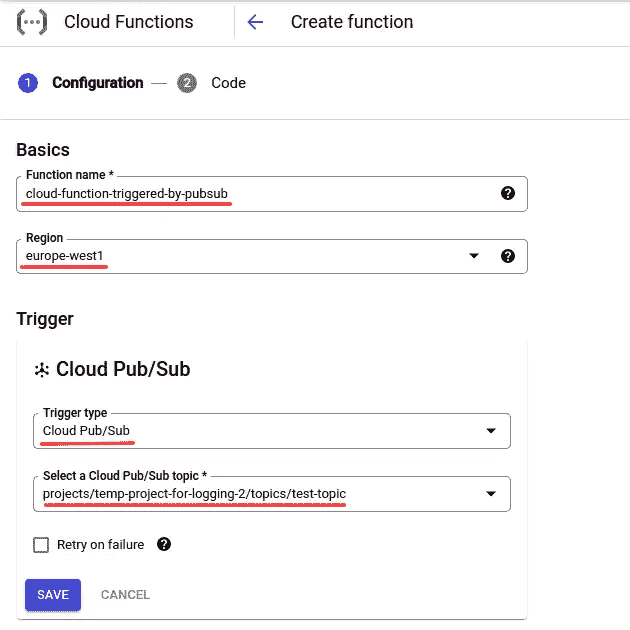 Cloud Functions
Create function
1 Configuration — 2 Code
Basics
Function name *
cloud-function-triggered-by-pubsub
Region
europe-west1
Trigger
Cloud Pub/Sub
Trigger type
Cloud Pub/Sub
Select a Cloud Pub/Sub topic *
projects/temp-project-for-logging-2/topics/test-topic
Retry on failure
SAVE CANCEL